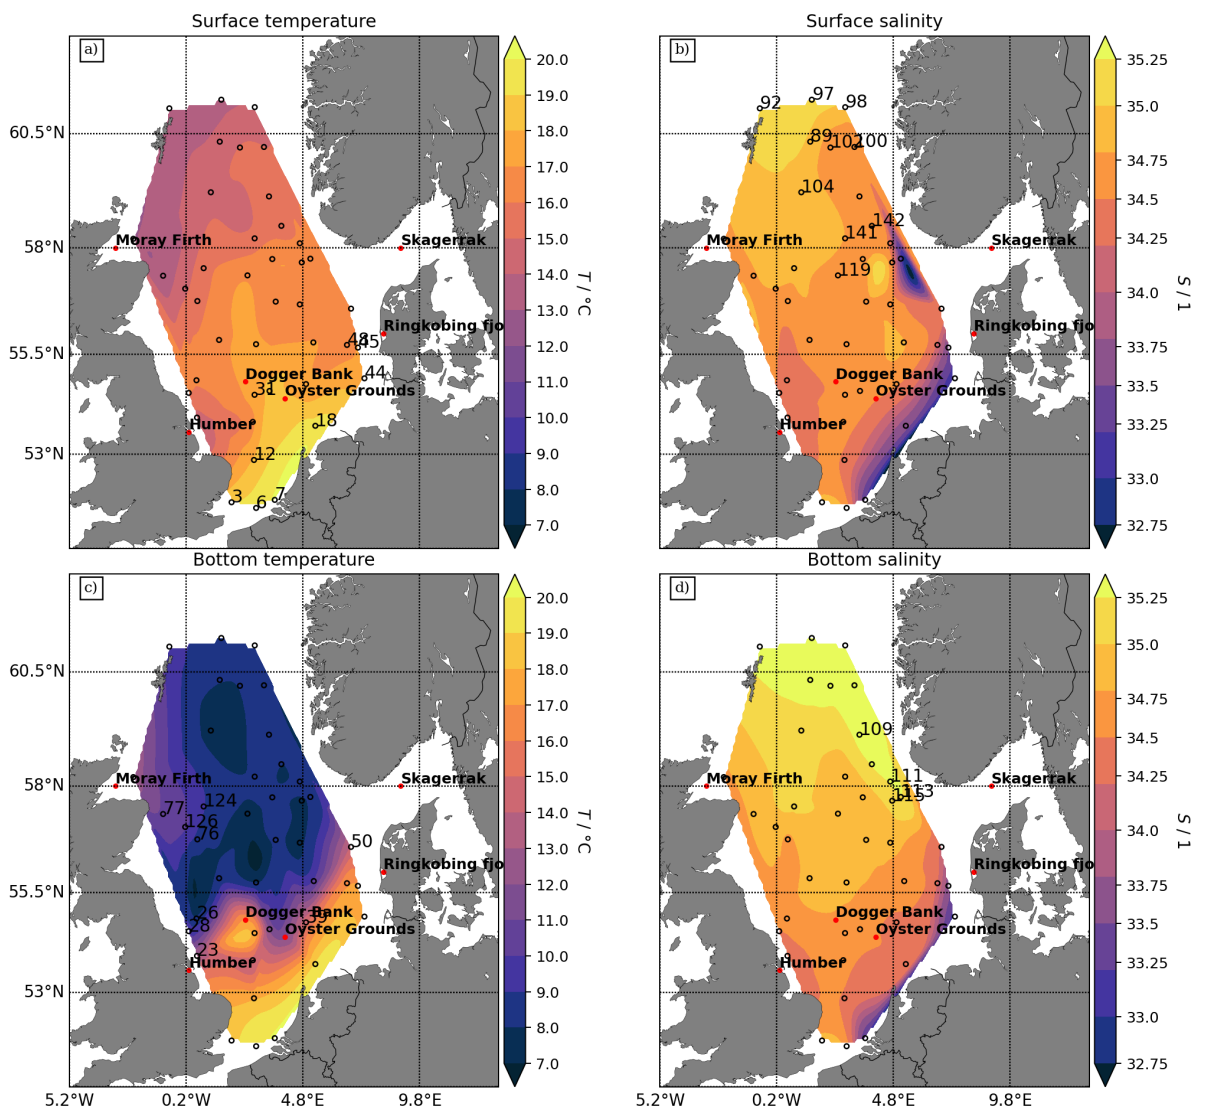 Surface temperature
a)
60.5°N
58°N
55.5°N
53°N
Moray Firth
Skagerrak
Ringkobing fjo
48
45
44
Dogger Bank
31
Oyster Grounds
18
Humber
12
3
6
7
20.0
19.0
18.0
17.0
16.0
15.0
14.0
13.0
12.0
11.0
10.0
9.0
8.0
7.0
T / °C
Surface salinity
b)
92
97
98
89
102
100
104
142
141
119
Moray Firth
Skagerrak
Ringkobing fjo
Dogger Bank
Oyster Grounds
Humber
35.25
35.0
34.75
34.5
34.25
34.0
33.75
33.5
33.25
33.0
32.75
S / 1
Bottom temperature
c)
60.5°N
58°N
55.5°N
53°N
Moray Firth
Skagerrak
77
124
126
76
50
Ringkobing fjo
26
28
Dogger Bank
39
Oyster Grounds
23
Humber
5.2°W
0.2°W
4.8°E
9.8°E
20.0
19.0
18.0
17.0
16.0
15.0
14.0
13.0
12.0
11.0
10.0
9.0
8.0
7.0
T / °C
Bottom salinity
d)
109
111
113
115
Moray Firth
Skagerrak
Ringkobing fjo
Dogger Bank
Oyster Grounds
Humber
5.2°W
0.2°W
4.8°E
9.8°E
35.25
35.0
34.75
34.5
34.25
34.0
33.75
33.5
33.25
33.0
32.75
S / 1